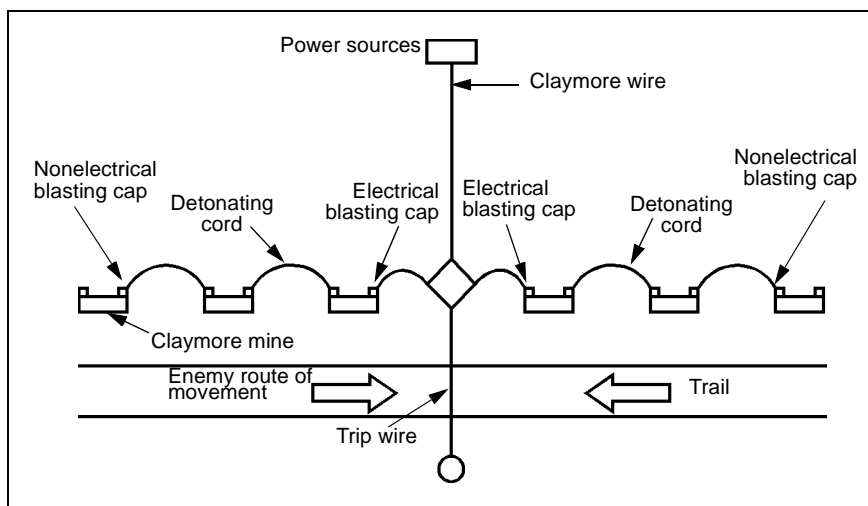 Power sources
Claymore wire
Nonelectrical
blasting cap
Detonating
cord
Electrical
blasting cap
Electrical
blasting cap
Detonating
cord
Nonelectrical
blasting cap
Claymore mine
Enemy route of
movement
Trail
Trip wire